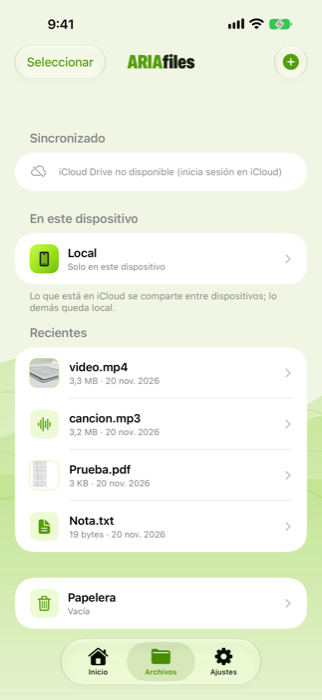 9:41
Seleccionar
ARIAfiles
Sincronizado
iCloud Drive no disponible (inicia sesión en iCloud)
En este dispositivo
Local
Solo en este dispositivo
Lo que está en iCloud se comparte entre dispositivos; lo
demás queda local.
Recientes
video.mp4
3,3 MB · 20 nov. 2026
cancion.mp3
3,2 MB · 20 nov. 2026
Prueba.pdf
3 KB · 20 nov. 2026
Nota.txt
19 bytes · 20 nov. 2026
Papelera
Vacía
Inicio
Archivos
Ajustes